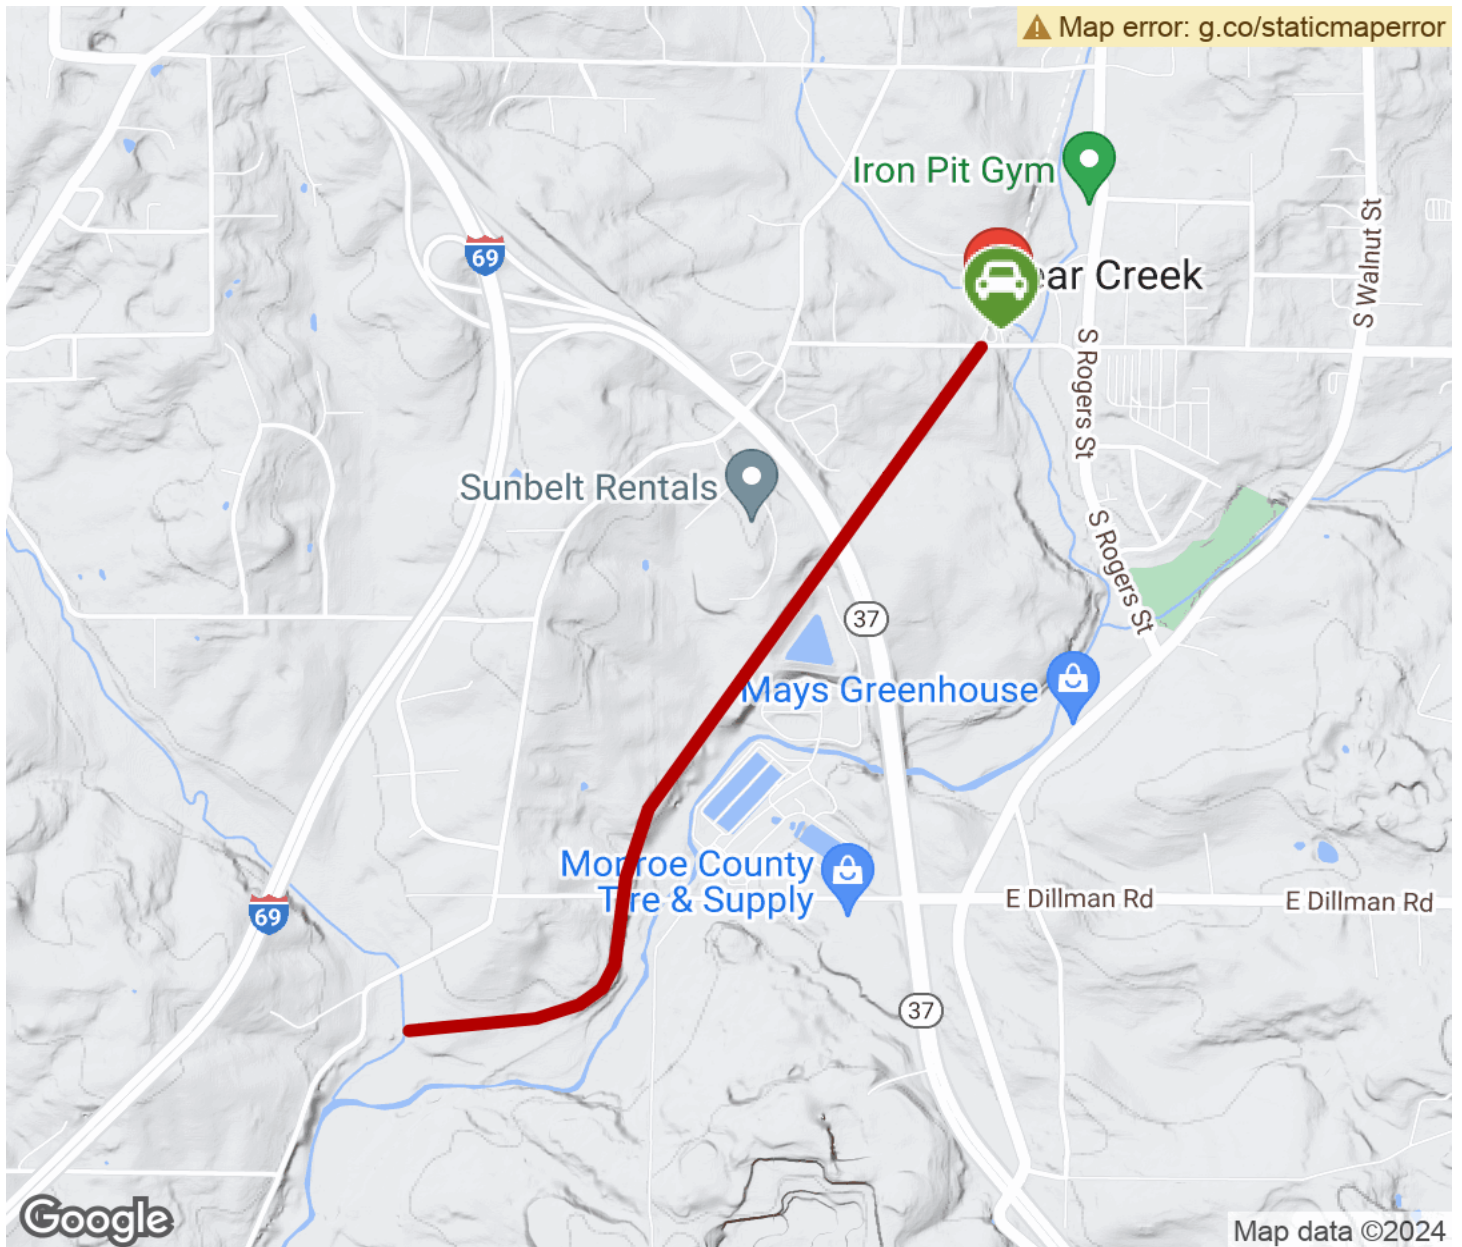 Map error: g.co/staticmaperror
Iron Pit Gym
S Walnut St
69
ear Creek
S Rogers St
Sunbelt Rentals
S Rogers St
37
Mays Greenhouse
Monroe County
Tire & Supply
E Dillman Rd
E Dillman Rd
69
37
Google
Map data ©2024